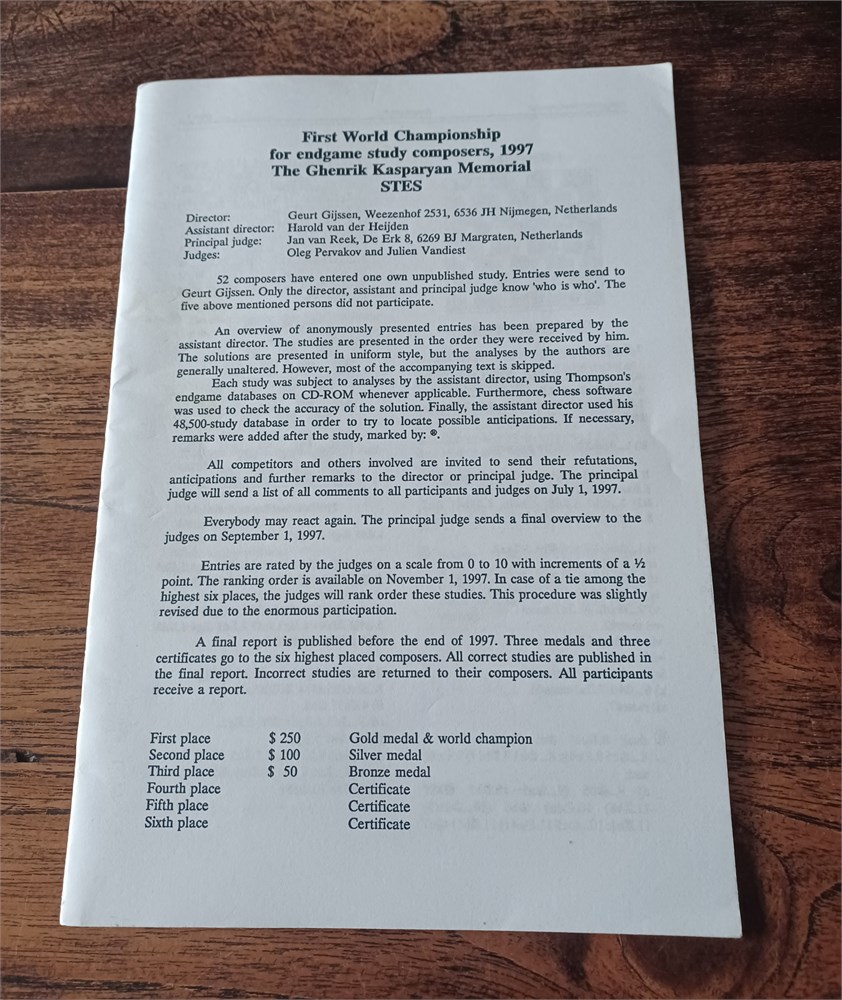 First World Championship
for endgame study composers, 1997
The Ghenrik Kasparyan Memorial
STES
Director: Geurt Gijssen, Weezenhof 2531, 6536 JH Nijmegen, Netherlands
Assistant director: Harold van der Heijden
Principal judge: Jan van Reek, De Erk 8, 6269 BJ Margraten, Netherlands
Judges: Oleg Pervakov and Julien Vandiest
52 composers have entered one own unpublished study. Entries were send to
Geurt Gijssen. Only the director, assistant and principal judge know 'who is who'. The
five above mentioned persons did not participate.
An overview of anonymously presented entries has been prepared by the
assistant director. The studies are presented in the order they were received by him.
The solutions are presented in uniform style, but the analyses by the authors are
generally unaltered. However, most of the accompanying text is skipped.
Each study was subject to analyses by the assistant director, using Thompson's
endgame databases on CD-ROM whenever applicable. Furthermore, chess software
was used to check the accuracy of the solution. Finally, the assistant director used his
48,500-study database in order to try to locate possible anticipations. If necessary,
remarks were added after the study, marked by: ®.
All competitors and others involved are invited to send their refutations,
anticipations and further remarks to the director or principal judge. The principal
judge will send a list of all comments to all participants and judges on July 1, 1997.
Everybody may react again. The principal judge sends a final overview to the
judges on September 1, 1997.
Entries are rated by the judges on a scale from 0 to 10 with increments of a ½
point. The ranking order is available on November 1, 1997. In case of a tie among the
highest six places, the judges will rank order these studies. This procedure was slightly
revised due to the enormous participation.
A final report is published before the end of 1997. Three medals and three
certificates go to the six highest placed composers. All correct studies are published in
the final report. Incorrect studies are returned to their composers. All participants
receive a report.
First place $ 250 Gold medal & world champion
Second place $ 100 Silver medal
Third place $ 50 Bronze medal
Fourth place Certificate
Fifth place Certificate
Sixth place Certificate